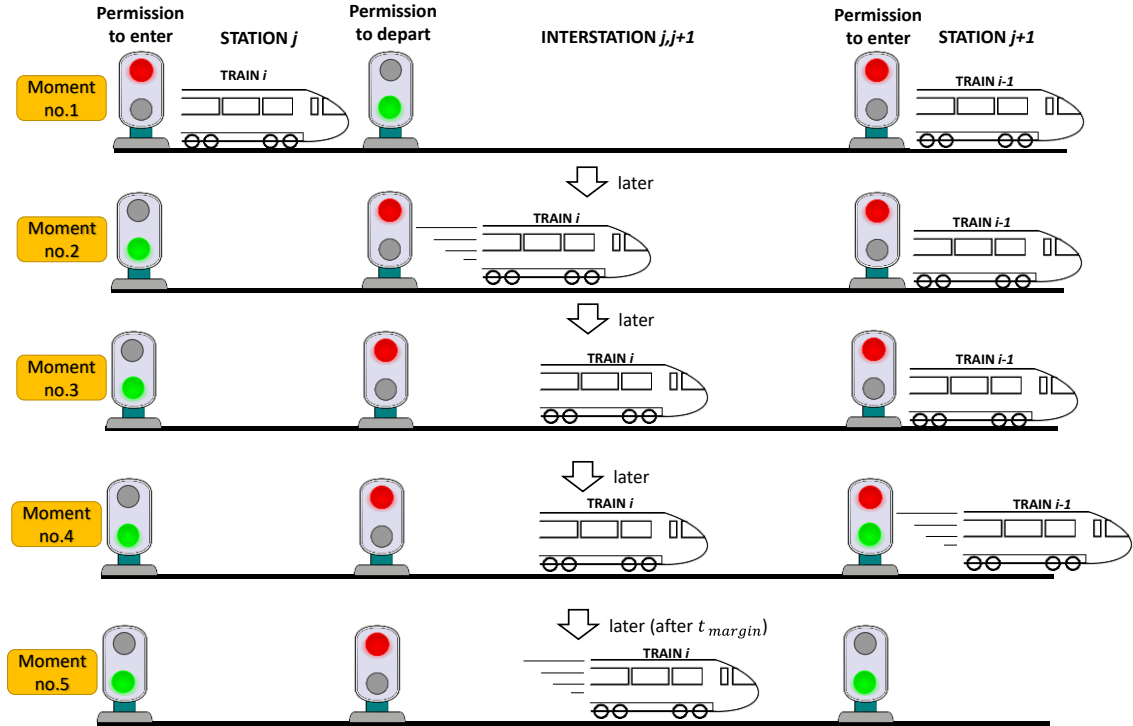 Permission
to enter
STATION j
Permission
to depart
INTERSTATION j,j+1
Permission
to enter
STATION j+1
Moment
no.1
TRAIN i
TRAIN i-1
later
Moment
no.2
TRAIN i
TRAIN i-1
later
Moment
no.3
TRAIN i
TRAIN i-1
later
Moment
no.4
TRAIN i
TRAIN i-1
later (after t margin)
Moment
no.5
TRAIN i